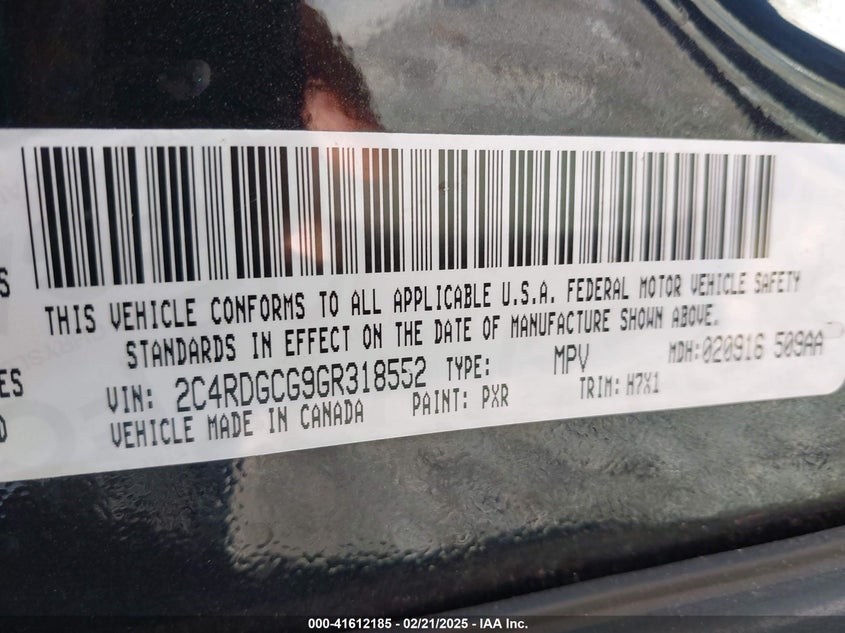 THIS VEHICLE CONFORMS TO ALL APPLICABLE U.S.A. FEDERAL MOTOR VEHICLE SAFETY
STANDARDS IN EFFECT ON THE DATE OF MANUFACTURE SHOWN ABOVE.
VIN: 2C4RDGCG9GR318552 TYPE: MPV MDH:020916 509AA
VEHICLE MADE IN CANADA PAINT: PXR TRIM: H7X1
000-41612185 - 02/21/2025 - IAA Inc.